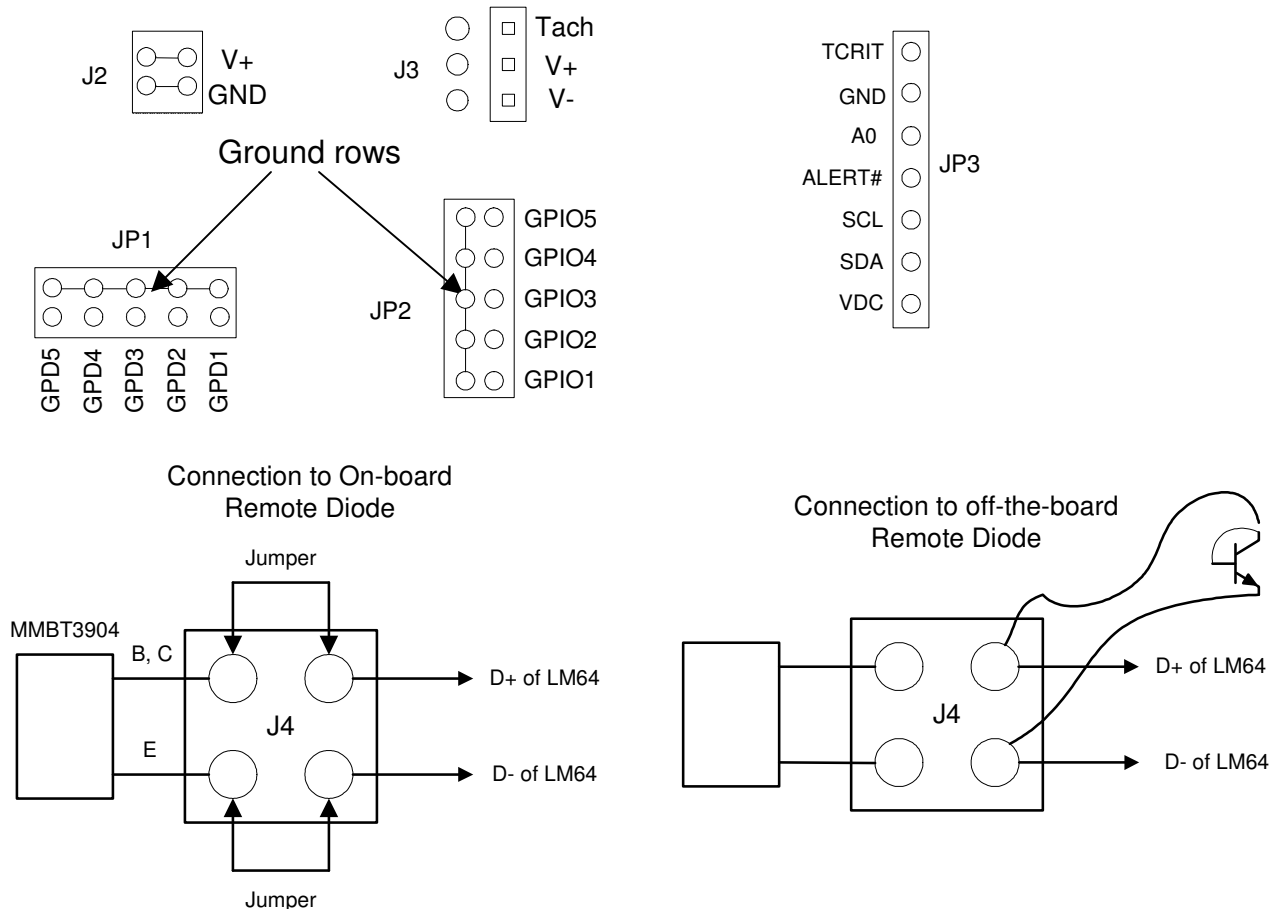 J2
V+
GND
J3
Tach
V+
V-
Ground rows
JP1
GPD5
GPD4
GPD3
GPD2
GPD1
JP2
GPIO5
GPIO4
GPIO3
GPIO2
GPIO1
TCRIT
GND
A0
ALERT#
SCL
SDA
VDC
JP3
Connection to On-board
Remote Diode
Jumper
MMBT3904
B, C
E
J4
D+ of LM64
D- of LM64
Jumper
Connection to off-the-board
Remote Diode
J4
D+ of LM64
D- of LM64